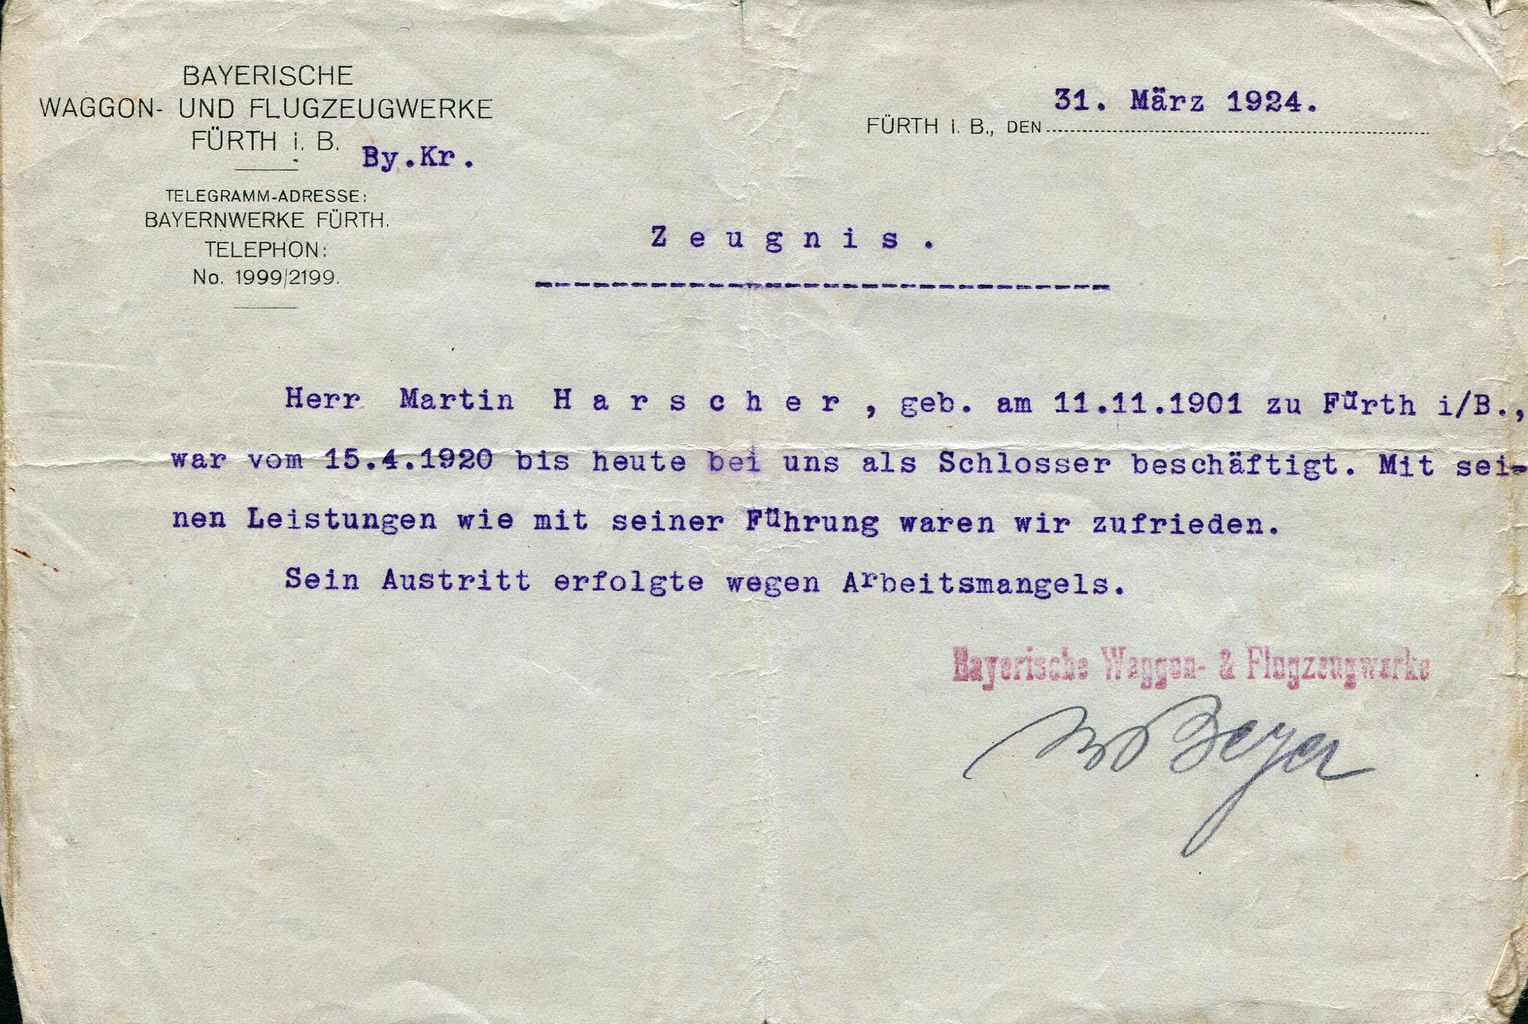 BAYERISCHE
WAGGON- UND FLUGZEUGWERKE
FÜRTH i. B.
By.Kr.
TELEGRAMM-ADRESSE:
BAYERNWERKE FÜRTH.
TELEPHON:
No. 1999/2199.
31. März 1924.
FÜRTH i. B., DEN
Zeugnis.
Herr Martin Harscher, geb. am 11.11.1901 zu Fürth i/B.,
war vom 15.4.1920 bis heute bei uns als Schlosser beschäftigt. Mit sei-
nen Leistungen wie mit seiner Führung waren wir zufrieden.
Sein Austritt erfolgte wegen Arbeitsmangels.
Bayerische Waggon- & Flugzeugwerke
Beyer